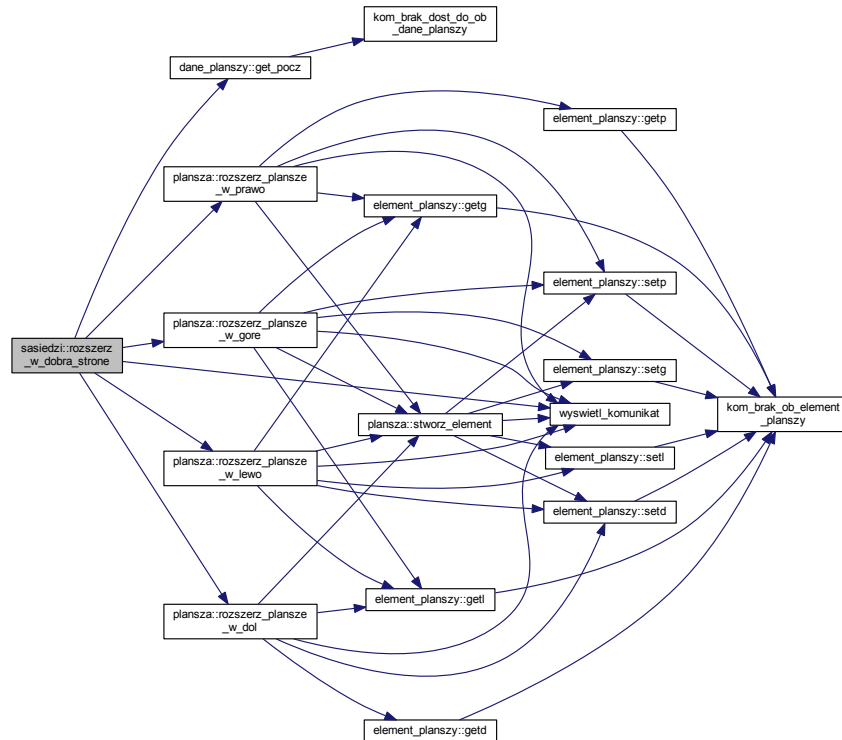 kom_brak_dost_do_ob
_dane_planszy
dane_planszy::get_pocz
element_planszy::getp
plansza::rozszerz_plansze
_w_prawo
element_planszy::getg
element_planszy::setp
plansza::rozszerz_plansze
_w_gore
sasiedzi::rozszerz
_w_dobra_strone
element_planszy::setg
wyswietl_komunikat
kom_brak_ob_element
_planszy
plansza::stworz_element
element_planszy::setl
plansza::rozszerz_plansze
_w_lewo
element_planszy::setd
element_planszy::getl
plansza::rozszerz_plansze
_w_dol
element_planszy::getd